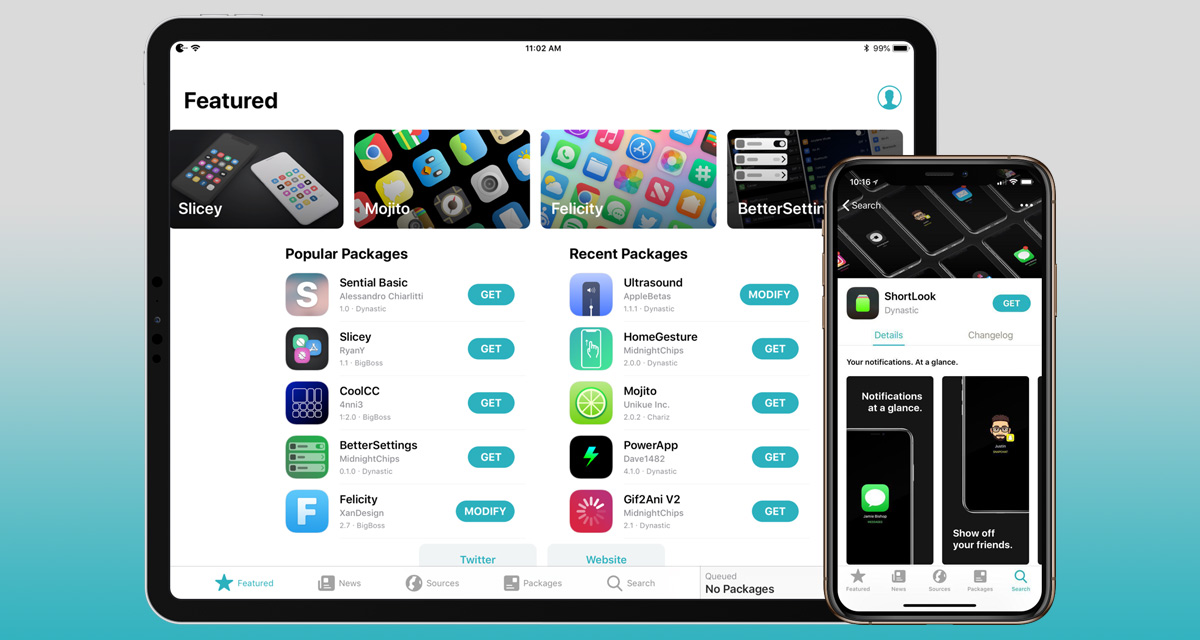 11:02 AM
99%
Featured
Slicey
Mojito
Felicity
BetterSettin
Popular Packages
Sential Basic
Alessandro Chiarlitti
1.0 · Dynastic
GET
Slicey
RyanY
1.1 · BigBoss
GET
CoolCC
4nni3
1:2.0 · BigBoss
GET
BetterSettings
MidnightChips
0.1.0 · Dynastic
GET
Felicity
XanDesign
2.7 · BigBoss
MODIFY
Recent Packages
Ultrasound
AppleBetas
1.1.1 · Dynastic
MODIFY
HomeGesture
MidnightChips
2.0.0 · Dynastic
GET
Mojito
Unikue Inc.
2.0.2 · Chariz
GET
PowerApp
Dave1482
4.1.0 · Dynastic
GET
Gif2Ani V2
MidnightChips
2.1 · Dynastic
GET
Twitter
Website
Featured
News
Sources
Packages
Search
Queued
No Packages
10:16
Search
ShortLook
Dynastic
GET
Details
Changelog
Your notifications. At a glance.
Notifications
at a glance.
Jamie Bishop
Justin
Show off
your friends.
Featured
News
Sources
Packages
Search